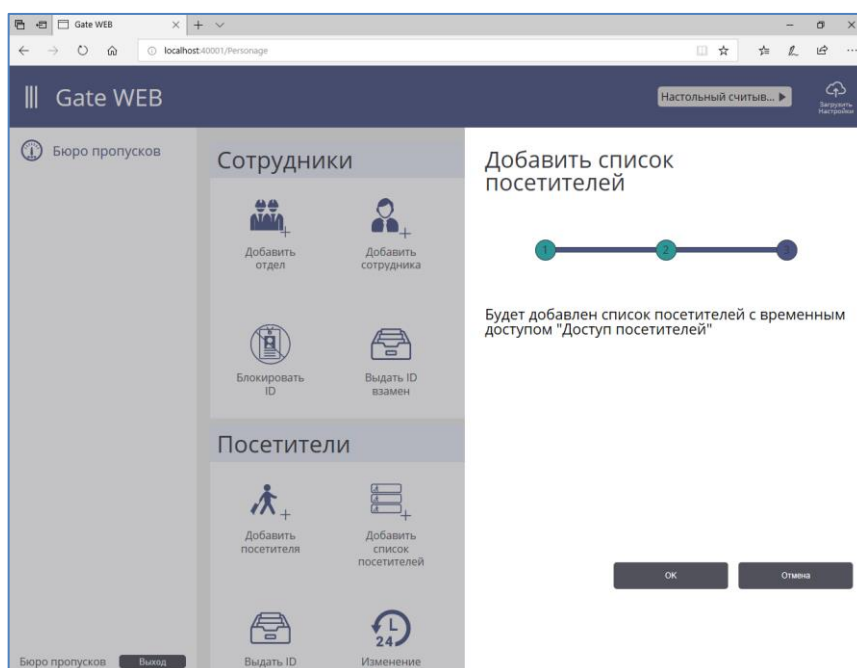 Gate WEB
localhost:40001/Personage
Gate WEB
Настольный считыв...
Загрузить
Настройки
Бюро пропусков
Сотрудники
Добавить
отдел
Добавить
сотрудника
Блокировать
ID
Выдать ID
взамен
Посетители
Добавить
посетителя
Добавить
список
посетителей
Выдать ID
24
Изменение
Добавить список
посетителей
1
2
3
Будет добавлен список посетителей с временным
доступом "Доступ посетителей"
OK
Отмена
Бюро пропусков
Выход